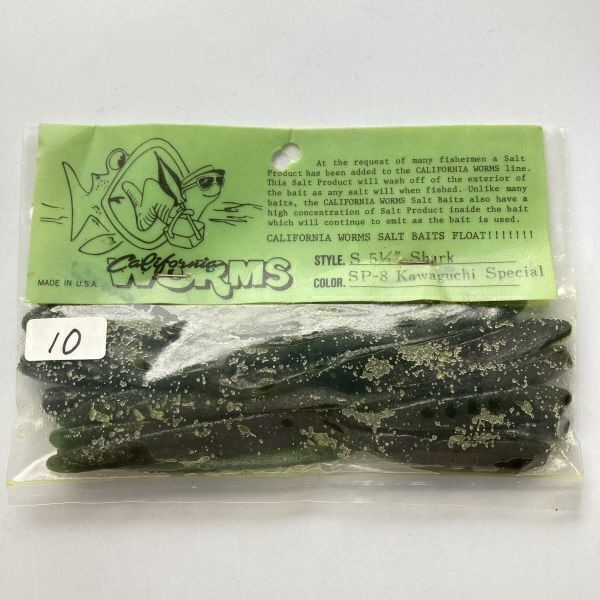 At the request of many fishermen a Salt
Product has been added to the CALIFORNIA WORMS line.
This Salt Product will wash off of the exterior of
the bait as any salt will when fished. Unlike many
baits, the CALIFORNIA WORMS Salt Baits also have a
high concentration of Salt Product inside the bait
which will continue to emit as the bait is used.
CALIFORNIA WORMS SALT BAITS FLOAT!!!!!!!
STYLE. S 5½" Shark
COLOR. SP-8 Kawaguchi Special
California
WORMS
MADE IN U.S.A.
10